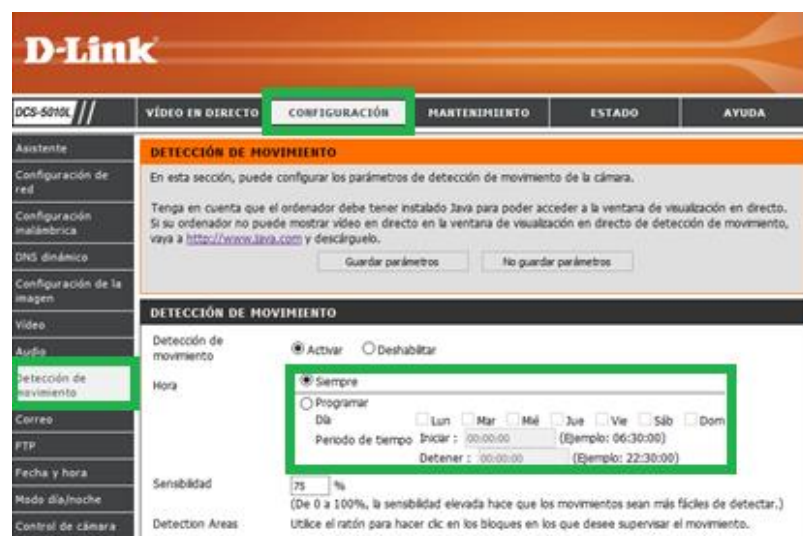 D-Link
DCS-5010L
VÍDEO EN DIRECTO CONFIGURACIÓN MANTENIMIENTO ESTADO AYUDA
Asistente
Configuración de
red
Configuración
inalámbrica
DNS dinámico
Configuración de la
imagen
Vídeo
Audio
Detección de
movimiento
Correo
FTP
Fecha y hora
Modo día/noche
Control de cámara
DETECCIÓN DE MOVIMIENTO
En esta sección, puede configurar los parámetros de detección de movimiento de la cámara.
Tenga en cuenta que el ordenador debe tener instalado Java para poder acceder a la ventana de visualización en directo.
Si su ordenador no puede mostrar vídeo en directo en la ventana de visualización en directo de detección de movimiento,
vaya a http://www.java.com y descárguelo.
Guardar parámetros No guardar parámetros
DETECCIÓN DE MOVIMIENTO
Detección de
movimiento
Activar Deshabilitar
Hora
Siempre
Programar
Día Lun Mar Mié Jue Vie Sáb Dom
Periodo de tiempo Iniciar : 00:00:00 (Ejemplo: 06:30:00)
Detener : 00:00:00 (Ejemplo: 22:30:00)
Sensibilidad 75 %
(De 0 a 100%, la sensibilidad elevada hace que los movimientos sean más fáciles de detectar.)
Detection Areas Utilice el ratón para hacer clic en los bloques en los que desee supervisar el movimiento.